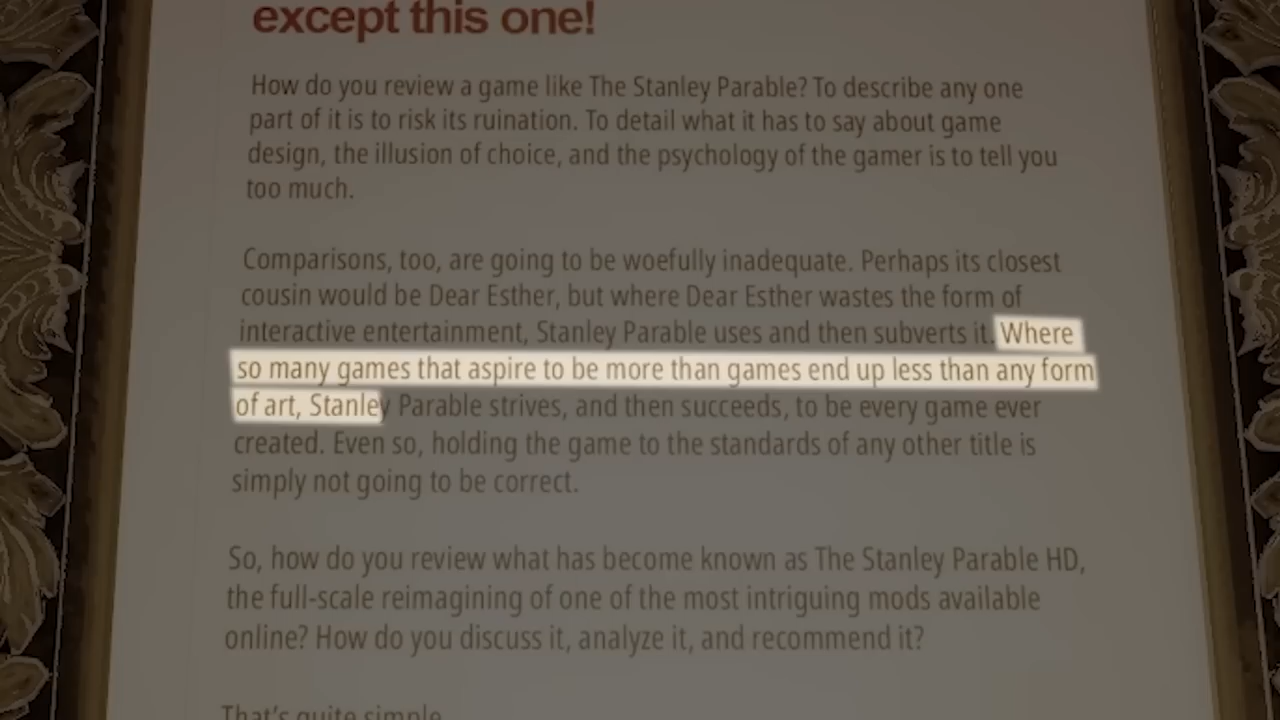 except this one!
How do you review a game like The Stanley Parable? To describe any one
part of it is to risk its ruination. To detail what it has to say about game
design, the illusion of choice, and the psychology of the gamer is to tell you
too much.
Comparisons, too, are going to be woefully inadequate. Perhaps its closest
cousin would be Dear Esther, but where Dear Esther wastes the form of
interactive entertainment, Stanley Parable uses and then subverts it. Where
so many games that aspire to be more than games end up less than any form
of art, Stanley Parable strives, and then succeeds, to be every game ever
created. Even so, holding the game to the standards of any other title is
simply not going to be correct.
So, how do you review what has become known as The Stanley Parable HD,
the full-scale reimagining of one of the most intriguing mods available
online? How do you discuss it, analyze it, and recommend it?
That's quite simple